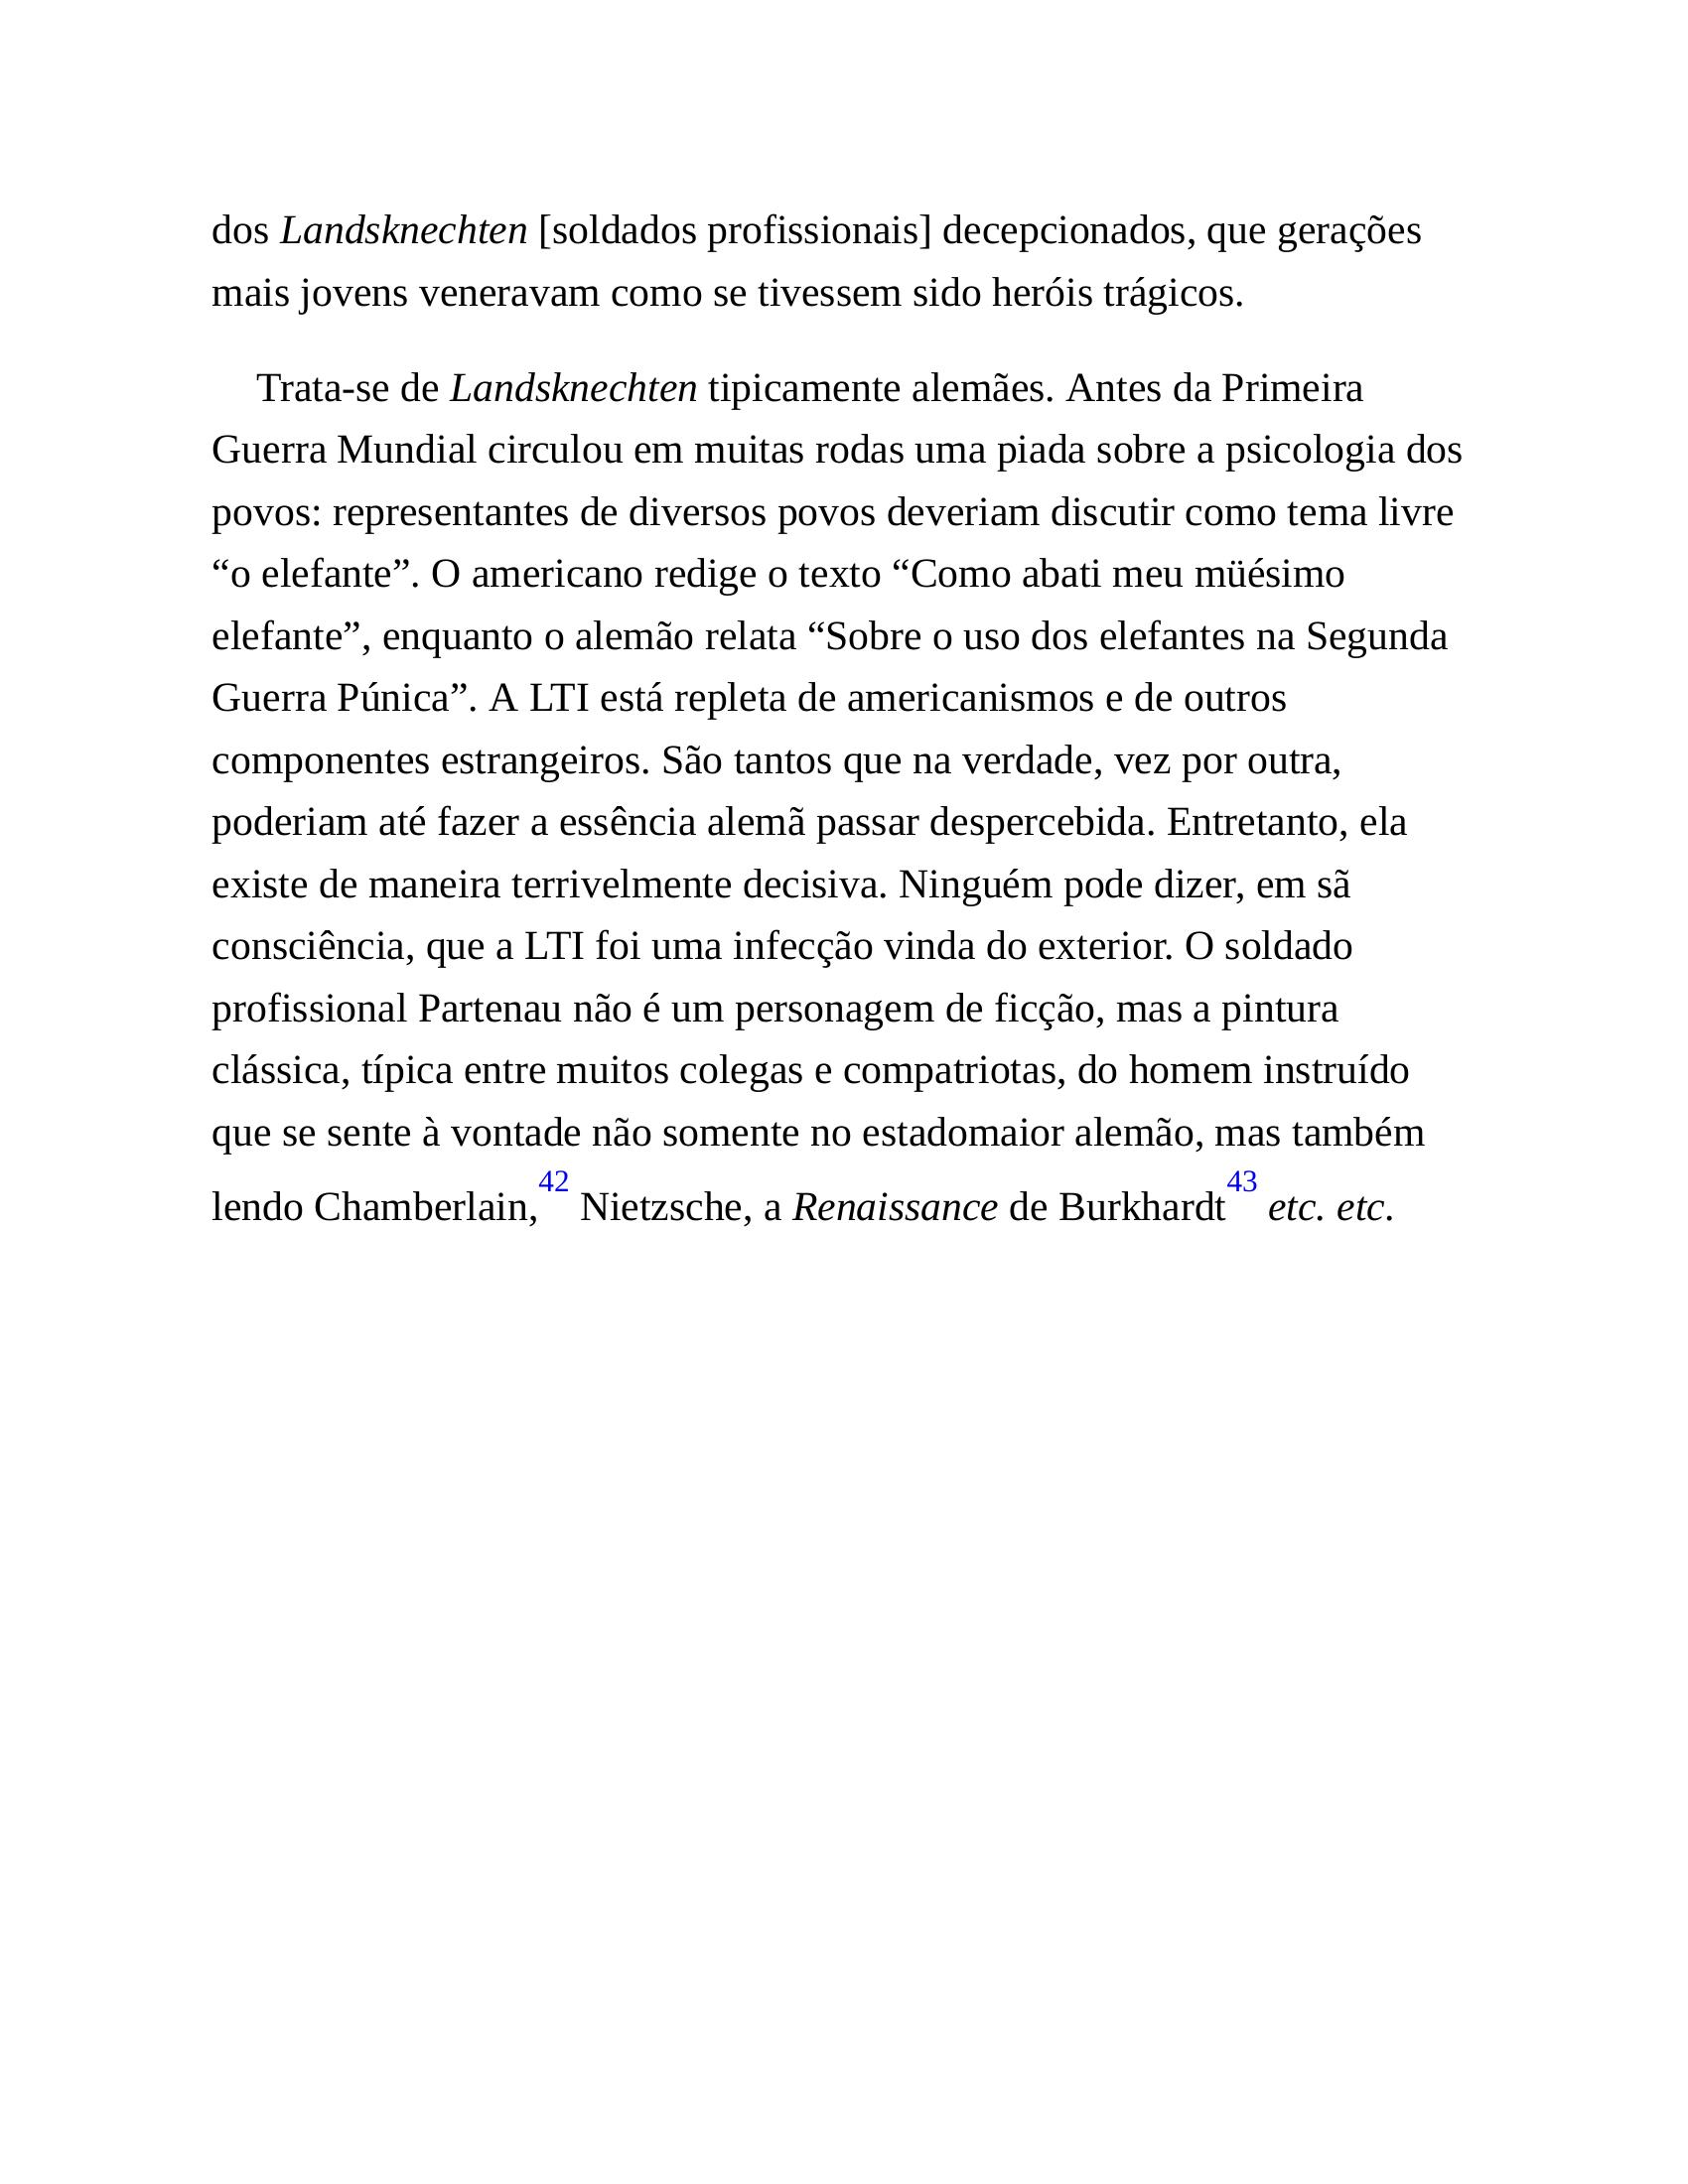 dos Landsknechten [soldados profissionais] decepcionados, que gerações
mais jovens veneravam como se tivessem sido heróis trágicos.
Trata-se de Landsknechten tipicamente alemães. Antes da Primeira
Guerra Mundial circulou em muitas rodas uma piada sobre a psicologia dos
povos: representantes de diversos povos deveriam discutir como tema livre
“o elefante”. O americano redige o texto “Como abati meu müésimo
elefante”, enquanto o alemão relata “Sobre o uso dos elefantes na Segunda
Guerra Púnica”. A LTI está repleta de americanismos e de outros
componentes estrangeiros. São tantos que na verdade, vez por outra,
poderiam até fazer a essência alemã passar despercebida. Entretanto, ela
existe de maneira terrivelmente decisiva. Ninguém pode dizer, em sã
consciência, que a LTI foi uma infecção vinda do exterior. O soldado
profissional Partenau não é um personagem de ficção, mas a pintura
clássica, típica entre muitos colegas e compatriotas, do homem instruído
que se sente à vontade não somente no estadomaior alemão, mas também
lendo Chamberlain,42 Nietzsche, a Renaissance de Burkhardt43 etc. etc.